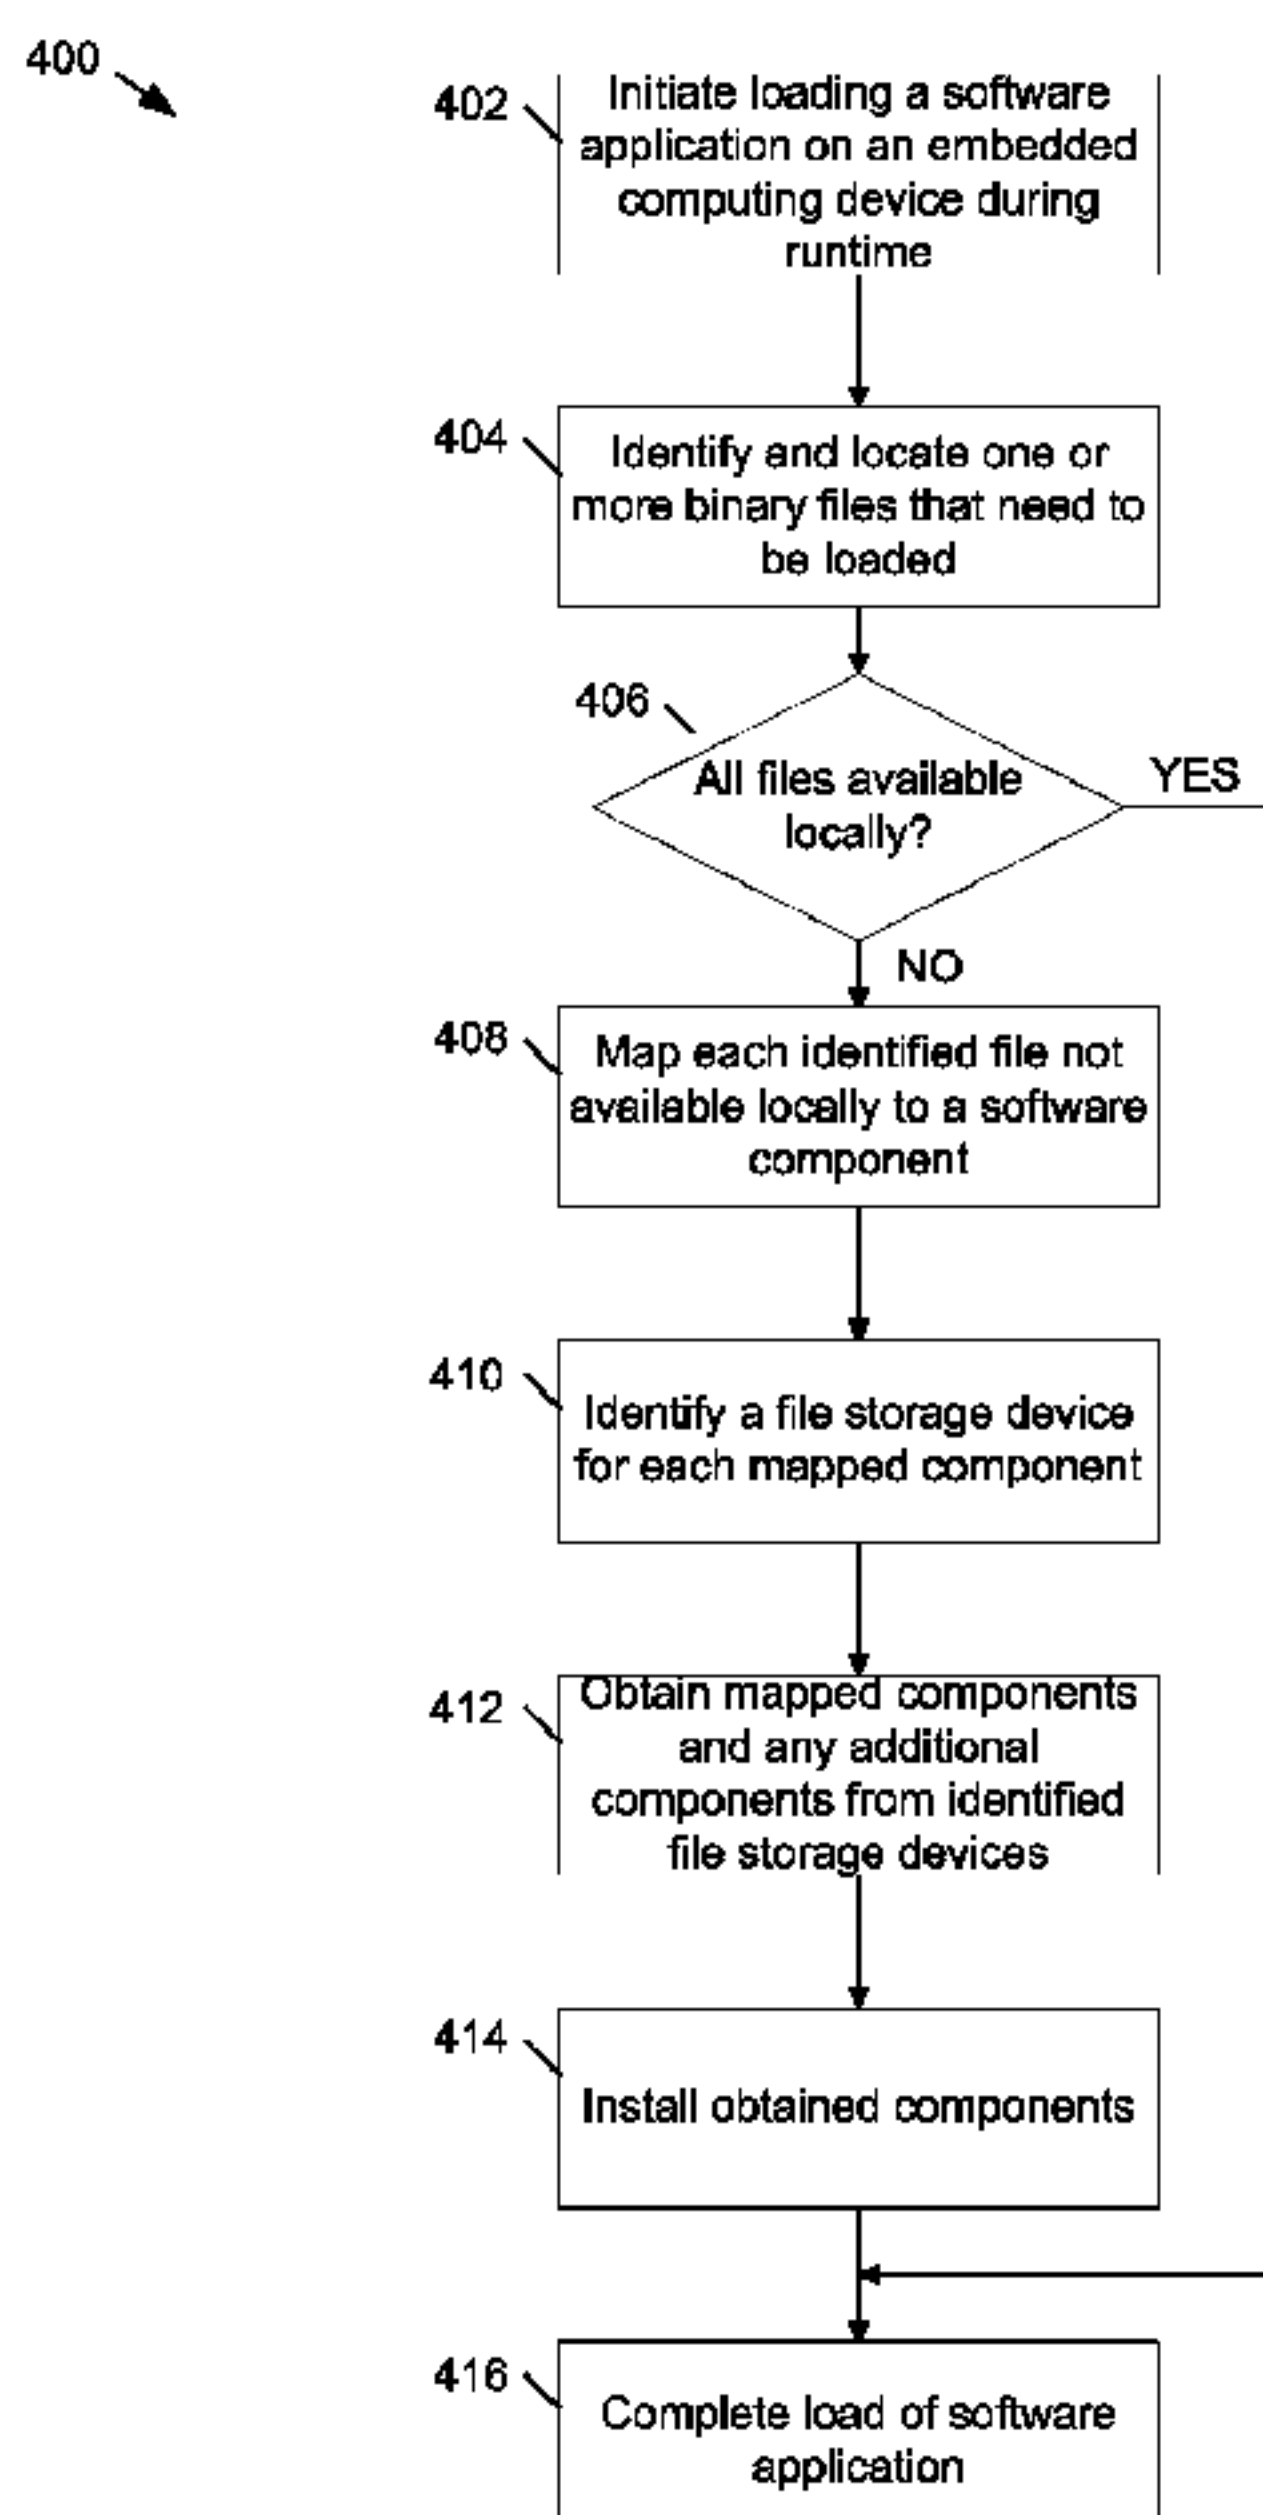 400
402
Initiate loading a software
application on an embedded
computing device during
runtime
404
Identify and locate one or
more binary files that need to
be loaded
406
All files available
locally?
YES
NO
408
Map each identified file not
available locally to a software
component
410
Identify a file storage device
for each mapped component
412
Obtain mapped components
and any additional
components from identified
file storage devices
414
Install obtained components
416
Complete load of software
application